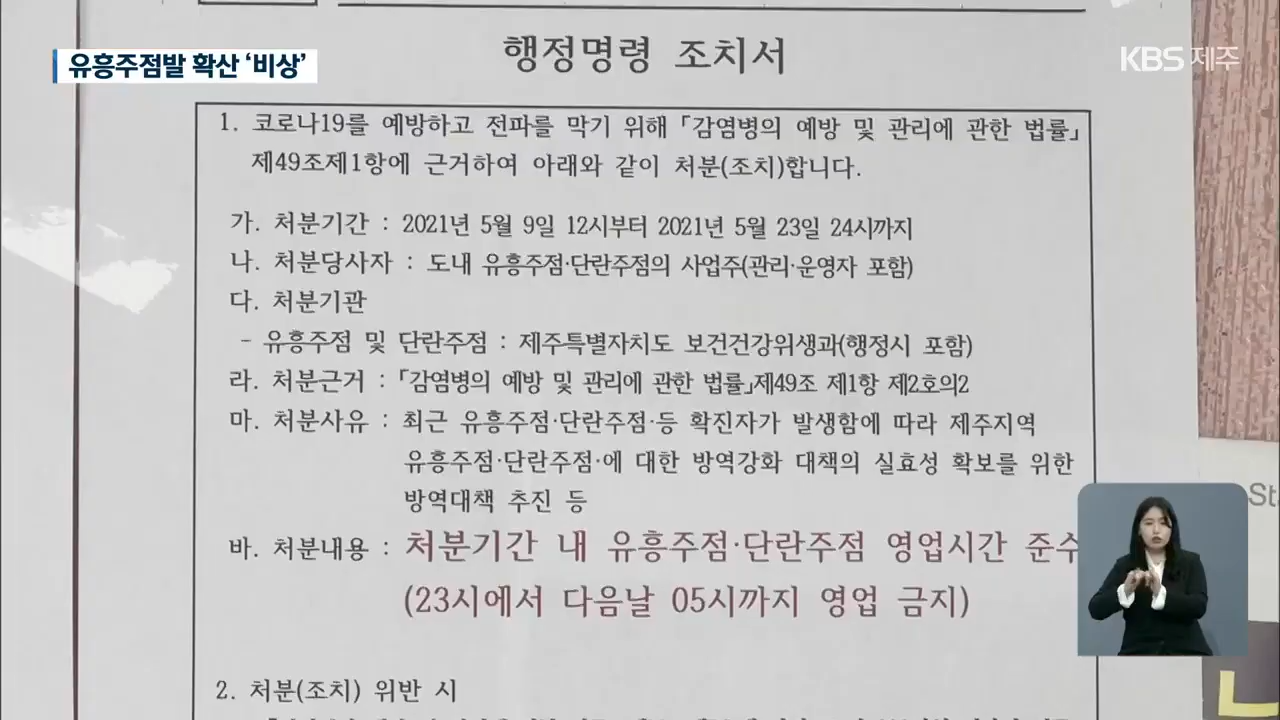 유흥주점발 확산 '비상'
KBS 제주
행정명령 조치서
1. 코로나19를 예방하고 전파를 막기 위해 「감염병의 예방 및 관리에 관한 법률」
제49조제1항에 근거하여 아래와 같이 처분(조치)합니다.
가. 처분기간 : 2021년 5월 9일 12시부터 2021년 5월 23일 24시까지
나. 처분당사자 : 도내 유흥주점·단란주점의 사업주(관리·운영자 포함)
다. 처분기관
- 유흥주점 및 단란주점 : 제주특별자치도 보건건강위생과(행정시 포함)
라. 처분근거 : 「감염병의 예방 및 관리에 관한 법률」제49조 제1항 제2호의2
마. 처분사유 : 최근 유흥주점·단란주점·등 확진자가 발생함에 따라 제주지역
유흥주점·단란주점·에 대한 방역강화 대책의 실효성 확보를 위한
방역대책 추진 등
바. 처분내용 : 처분기간 내 유흥주점·단란주점 영업시간 준수
(23시에서 다음날 05시까지 영업 금지)
St
2. 처분(조치) 위반 시